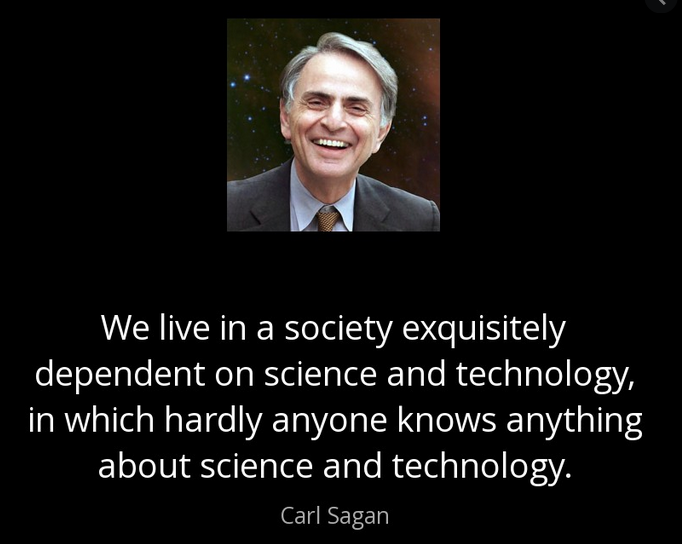 We live in a society exquisitely
dependent on science and technology,
in which hardly anyone knows anything
about science and technology.
Carl Sagan